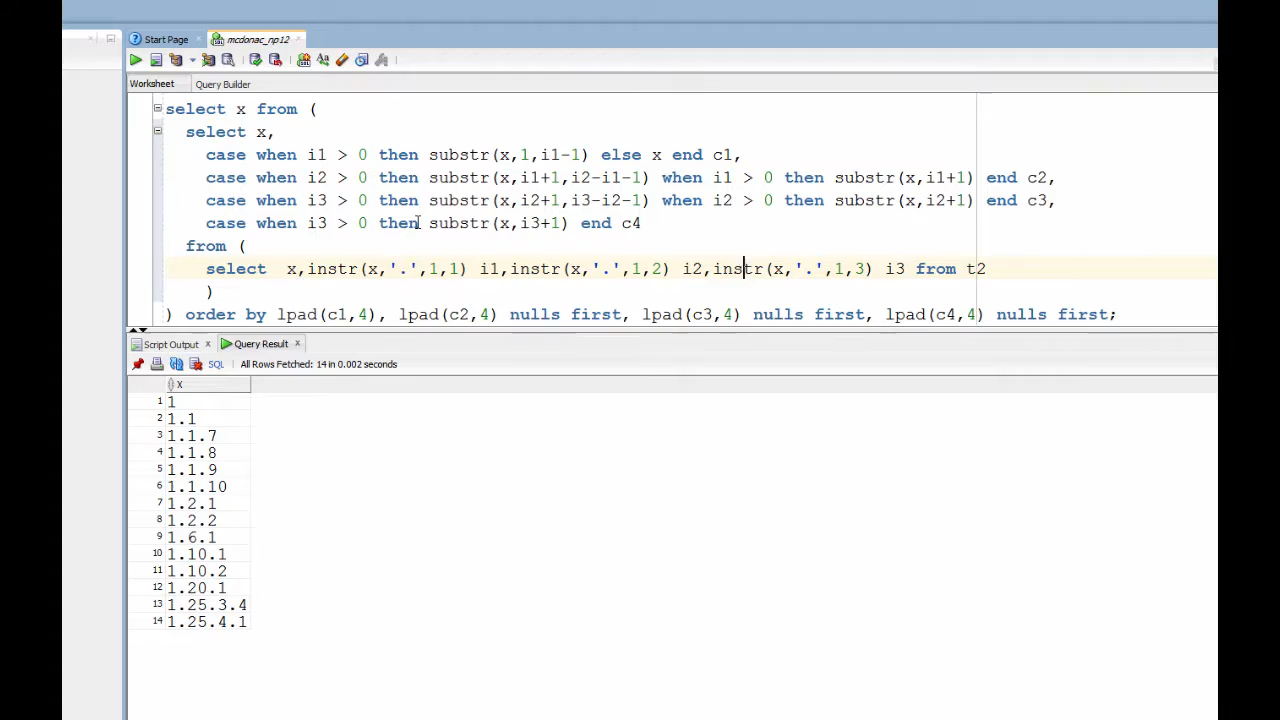 Start Page
mcdonac_np12
Worksheet
Query Builder
select x from (
select x,
case when i1 > 0 then substr(x,1,i1-1) else x end c1,
case when i2 > 0 then substr(x,i1+1,i2-i1-1) when i1 > 0 then substr(x,i1+1) end c2,
case when i3 > 0 then substr(x,i2+1,i3-i2-1) when i2 > 0 then substr(x,i2+1) end c3,
case when i3 > 0 then substr(x,i3+1) end c4
from (
select  x,instr(x,'.',1,1) i1,instr(x,'.',1,2) i2,instr(x,'.',1,3) i3 from t2
)
) order by lpad(c1,4), lpad(c2,4) nulls first, lpad(c3,4) nulls first, lpad(c4,4) nulls first;
Script Output
Query Result
SQL
All Rows Fetched: 14 in 0.002 seconds
X
1 1
2 1.1
3 1.1.7
4 1.1.8
5 1.1.9
6 1.1.10
7 1.2.1
8 1.2.2
9 1.6.1
10 1.10.1
11 1.10.2
12 1.20.1
13 1.25.3.4
14 1.25.4.1